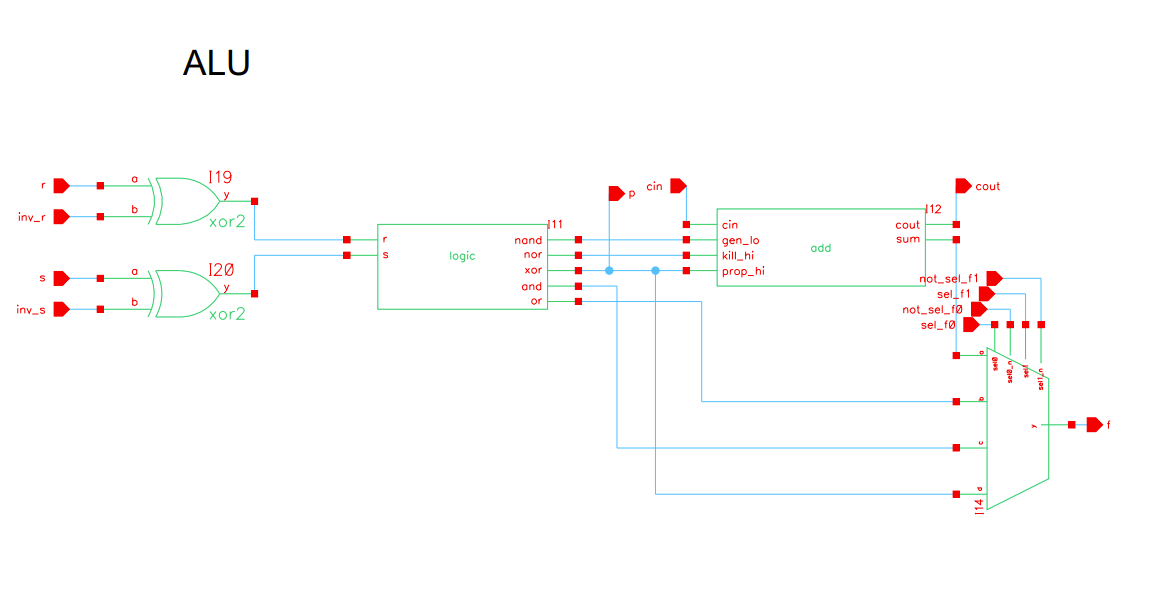 ALU
r
a
I19
y
inv_r
b
xor2
s
a
I20
y
inv_s
b
xor2
I11
r
s
logic
nand
nor
xor
and
or
p
cin
I12
cin
gen_lo
kill_hi
prop_hi
add
cout
sum
cout
not_sel_f1
sel_f1
not_sel_f0
sel_f0
sel0
sel0_n
sel1
sel1_n
a
b
c
d
y
f
I14